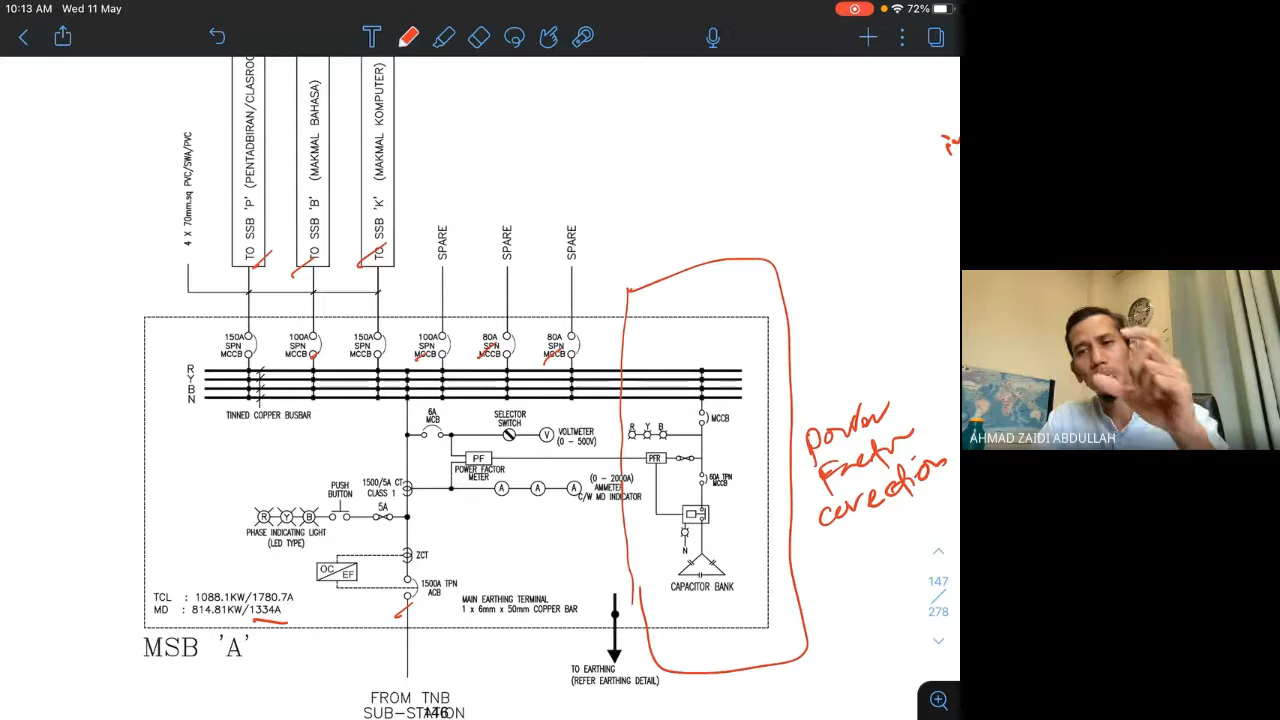 10:13 AM Wed 11 May
72%
4 X 70mm.sq PVC/SWA/PVC
TO SSB 'P' (PENTADBIRAN/CLASROO
TO SSB 'B' (MAKMAL BAHASA)
TO SSB 'K' (MAKMAL KOMPUTER)
SPARE
SPARE
SPARE
150A
SPN
MCCB
100A
SPN
MCCB
150A
SPN
MCCB
100A
SPN
MCCB
80A
SPN
MCCB
80A
SPN
MCCB
R
Y
B
N
TINNED COPPER BUSBAR
6A
MCB
SELECTOR
SWITCH
V
VOLTMETER
(0 - 500V)
R Y B
MCCB
PF
POWER FACTOR
METER
PFR
60A TPN
MCCB
(0 - 2000A)
AMMETER
C/W MD INDICATOR
A A A
1500/5A CT
CLASS 1
PUSH
BUTTON
5A
R Y B
PHASE INDICATING LIGHT
(LED TYPE)
N
ZCT
OC
EF
1500A TPN
ACB
CAPACITOR BANK
TCL : 1088.1KW/1780.7A
MD : 814.81KW/1334A
MAIN EARTHING TERMINAL
1 x 6mm x 50mm COPPER BAR
MSB 'A'
TO EARTHING
(REFER EARTHING DETAIL)
FROM TNB
SUB-STATION
146
power
Factr
corection
147
278
AHMAD ZAIDI ABDULLAH